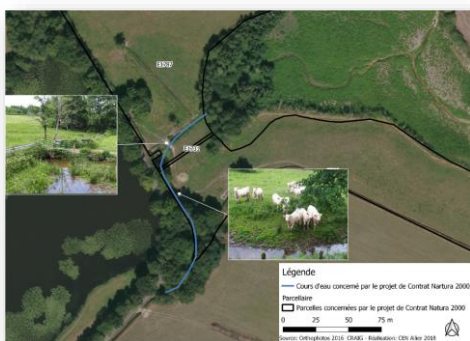 Légende
Cours d'eau concerné par le projet de Contrat Nartura 2000
Parcellaire
Parcelles concernées par le projet de Contrat Natura 2000
0 25 50 75 m
Source: Orthophotos 2016 CRAIG - Réalisation: CEN Allier 2018